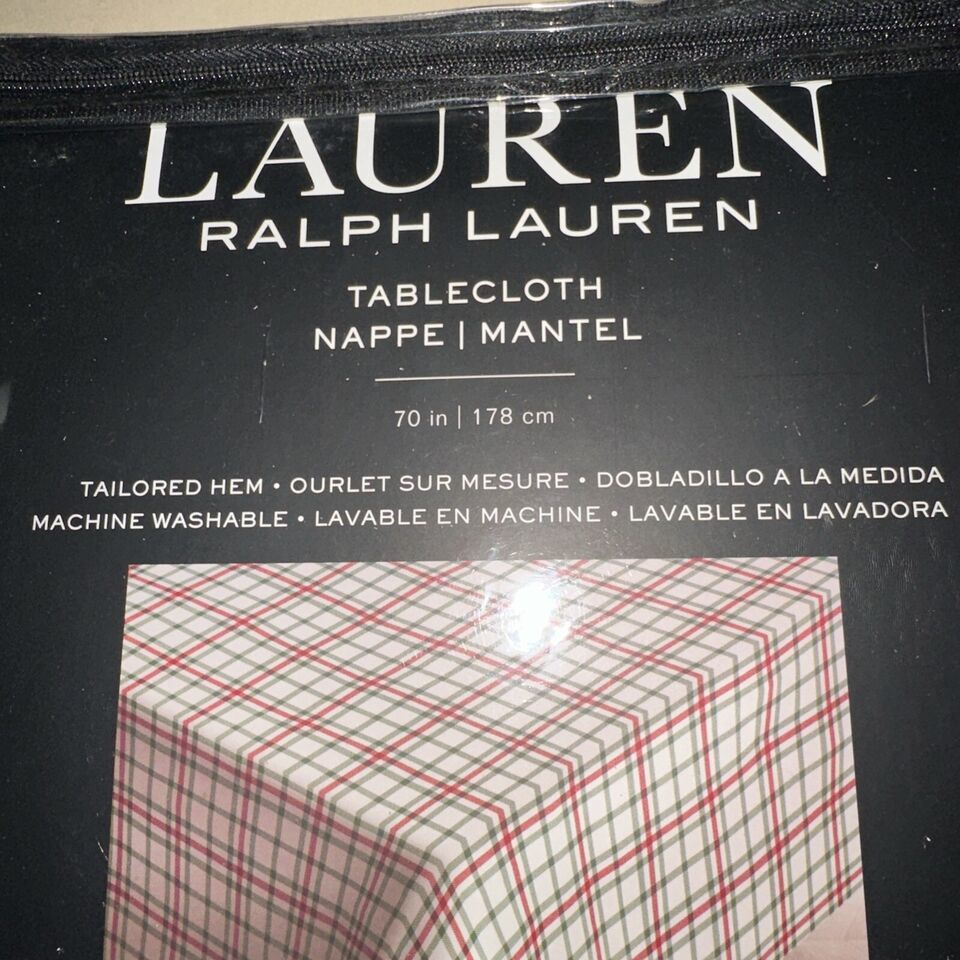 LAUREN
RALPH LAUREN
TABLECLOTH
NAPPE | MANTEL
70 in | 178 cm
TAILORED HEM • OURLET SUR MESURE • DOBLADILLO A LA MEDIDA
MACHINE WASHABLE • LAVABLE EN MACHINE • LAVABLE EN LAVADORA